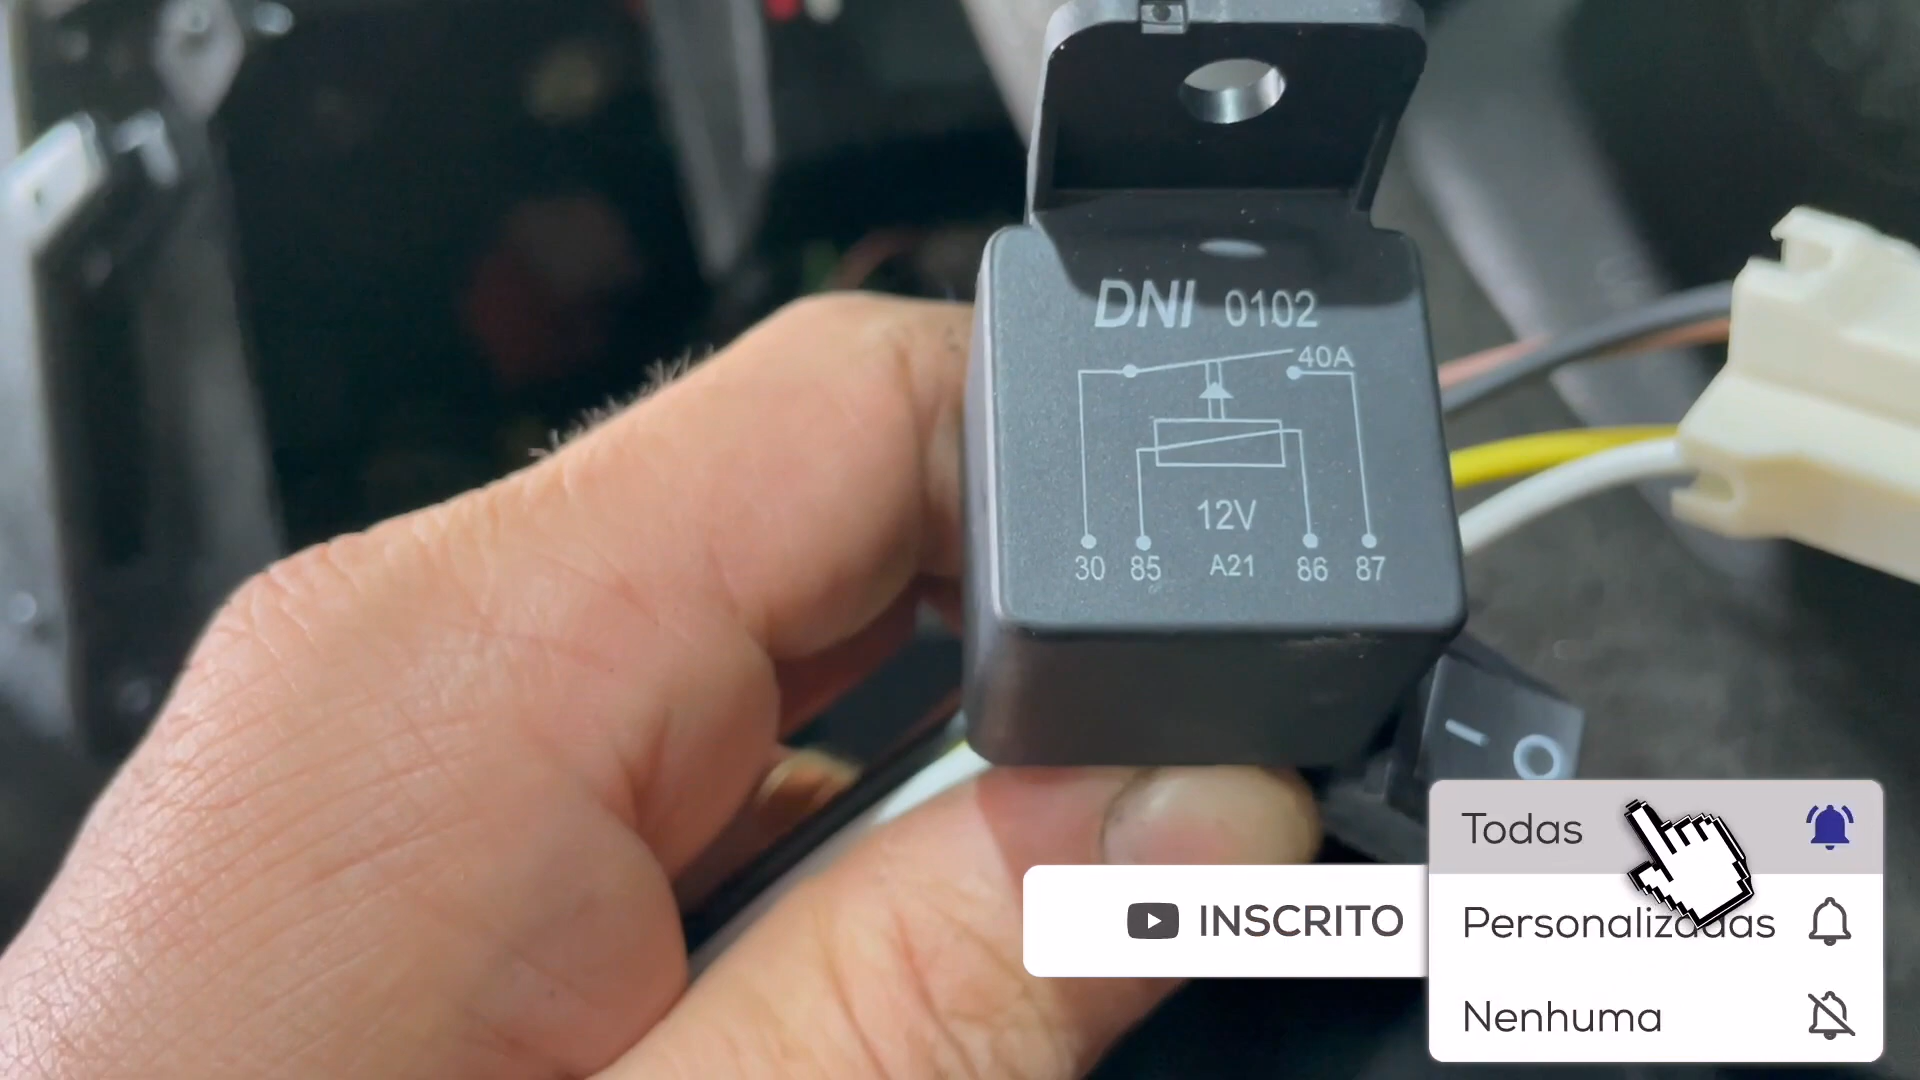 DNI 0102
40A
12V
30 85 A21 86 87
I O
Todas
INSCRITO
Personalizadas
Nenhuma